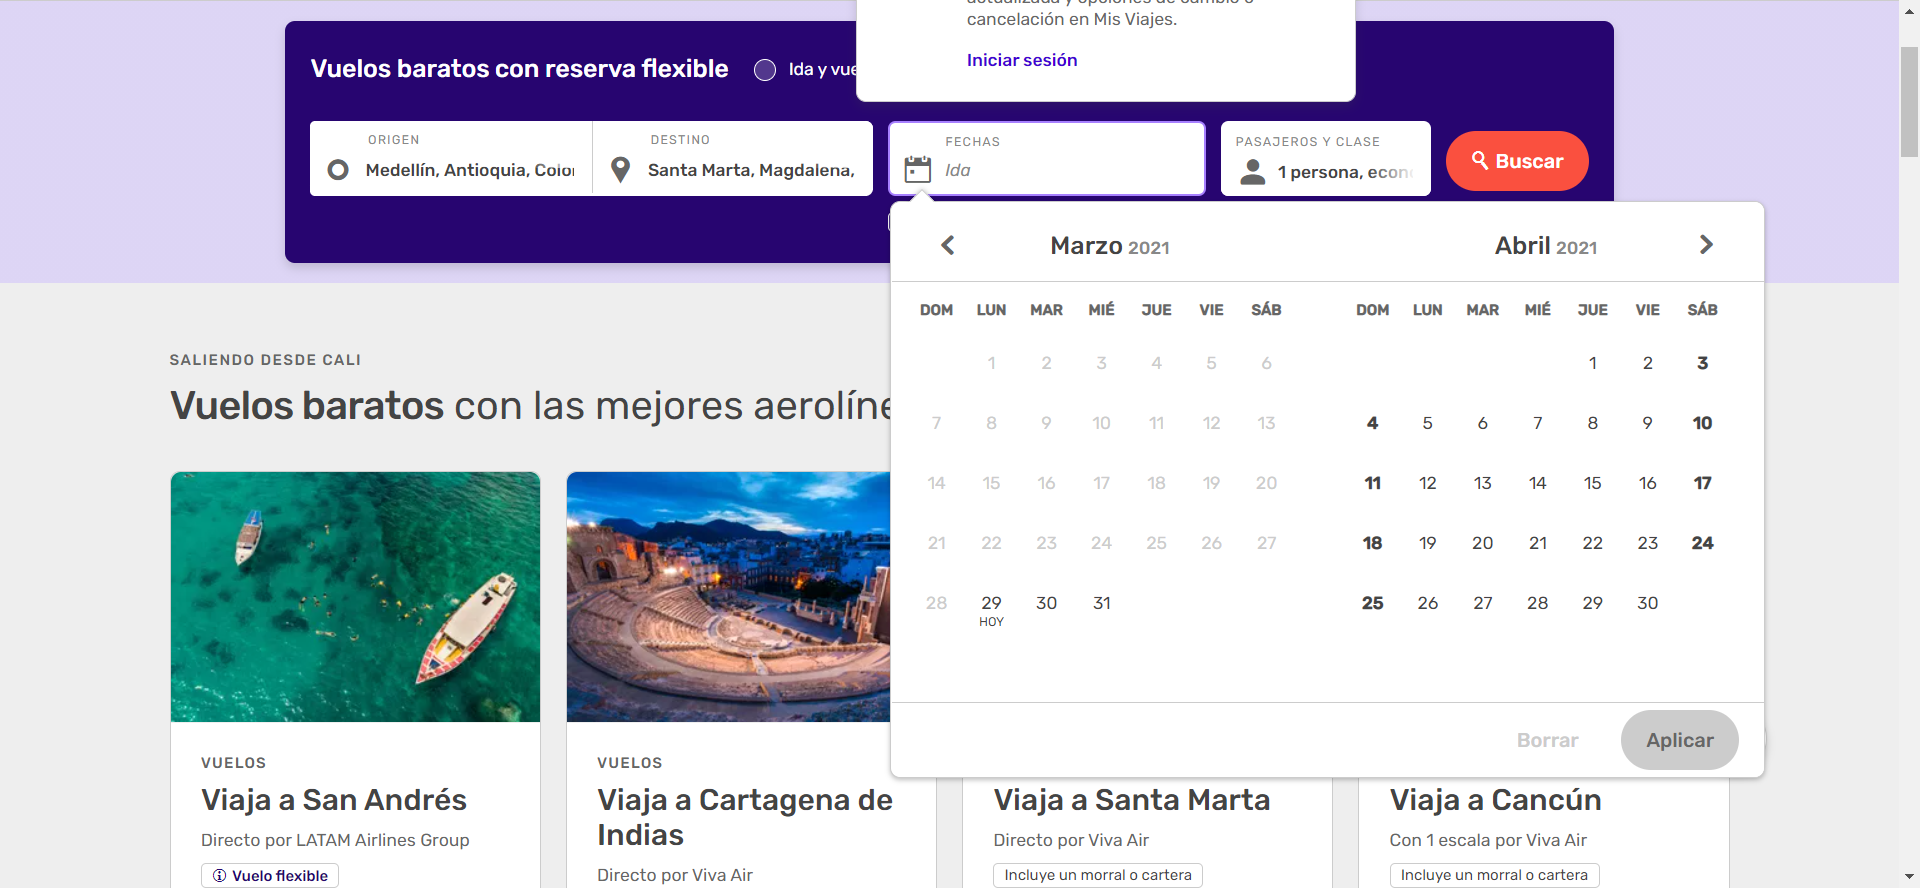 cancelación en Mis Viajes.
Iniciar sesión
Vuelos baratos con reserva flexible
Ida y vue
ORIGEN
Medellín, Antioquia, Colo
DESTINO
Santa Marta, Magdalena,
FECHAS
Ida
PASAJEROS Y CLASE
1 persona, econ
Buscar
Marzo 2021
DOM LUN MAR MIÉ JUE VIE SÁB
1 2 3 4 5 6
7 8 9 10 11 12 13
14 15 16 17 18 19 20
21 22 23 24 25 26 27
28 29 30 31
HOY
Abril 2021
DOM LUN MAR MIÉ JUE VIE SÁB
1 2 3
4 5 6 7 8 9 10
11 12 13 14 15 16 17
18 19 20 21 22 23 24
25 26 27 28 29 30
Borrar
Aplicar
SALIENDO DESDE CALI
Vuelos baratos con las mejores aerolíne
VUELOS
Viaja a San Andrés
Directo por LATAM Airlines Group
Vuelo flexible
VUELOS
Viaja a Cartagena de
Indias
Directo por Viva Air
Viaja a Santa Marta
Directo por Viva Air
Incluye un morral o cartera
Viaja a Cancún
Con 1 escala por Viva Air
Incluye un morral o cartera